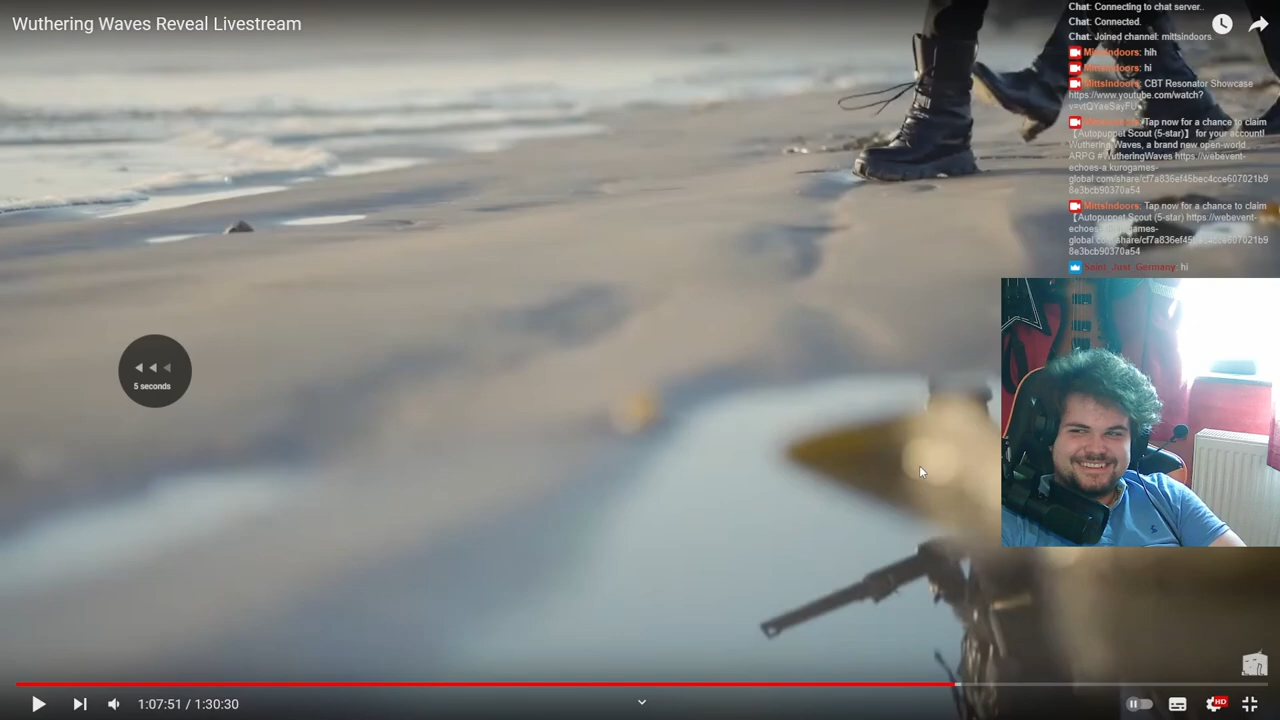 Wuthering Waves Reveal Livestream
Chat: Connecting to chat server..
Chat: Connected.
Chat: Joined channel: mittsindoors.
MittsIndoors: hih
MittsIndoors: hi
MittsIndoors: CBT Resonator Showcase
https://www.youtube.com/watch?
v=vtQYaeSayFU
Tap now for a chance to claim
【Autopuppet Scout (5-star)】 for your account!
Wuthering Waves, a brand new open-world
ARPG #WutheringWaves https://webevent-
echoes-a.kurogames-
global.com/share/cf7a836ef45bec4cce607021b9
8e3bcb90370a54
MittsIndoors: Tap now for a chance to claim
【Autopuppet Scout (5-star) https://webevent-
8e3bcb90370a54
Saint_Just_Germany: hi
5 seconds
1:07:51 / 1:30:30
HD